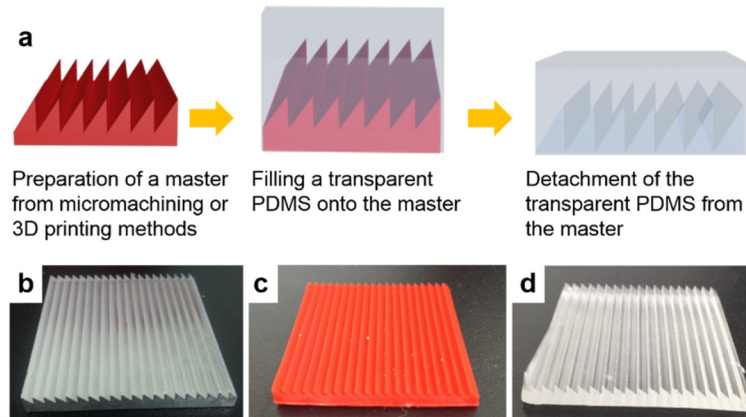 a
Preparation of a master
from micromachining or
3D printing methods
Filling a transparent
PDMS onto the master
Detachment of the
transparent PDMS from
the master
b
c
d